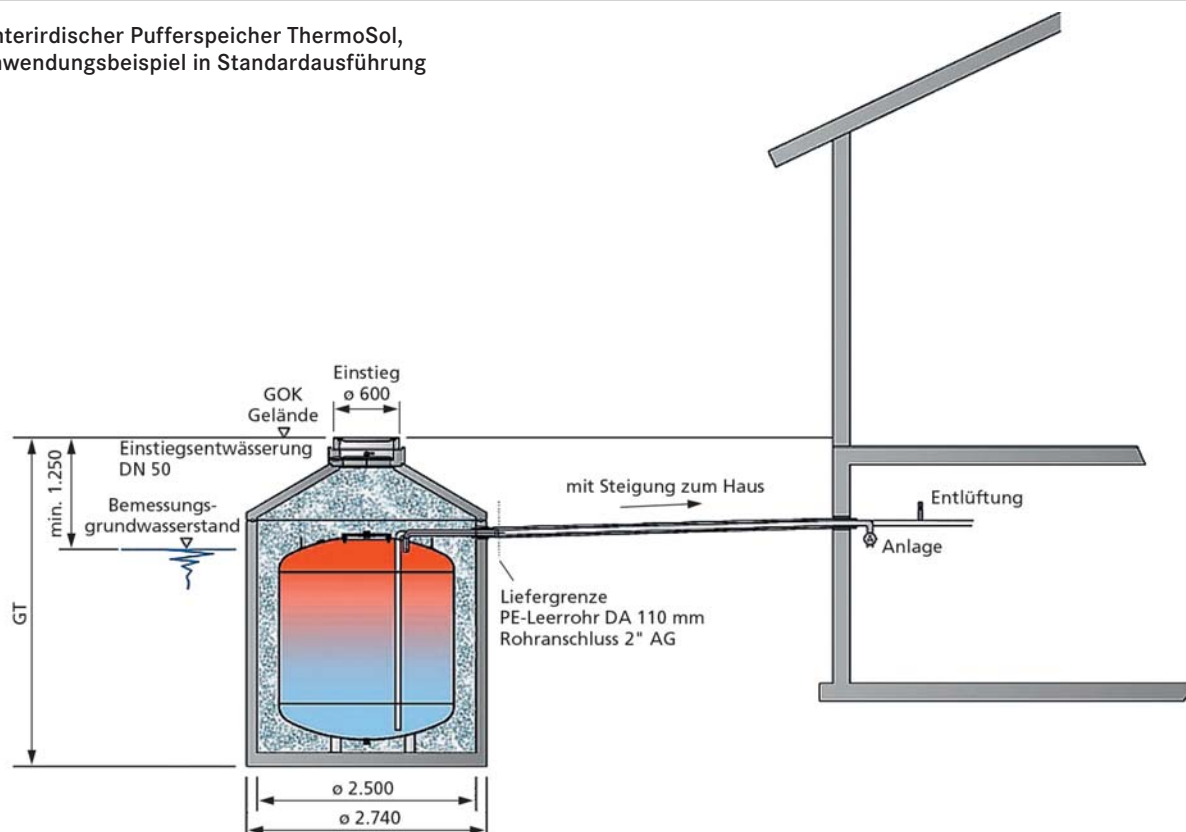 nterirdischer Pufferspeicher ThermoSol,
nwendungsbeispiel in Standardausführung
Einstieg
ø 600
GOK
Gelände
Einstiegsentwässerung
DN 50
min. 1.250
Bemessungs-
grundwasserstand
GT
mit Steigung zum Haus
Entlüftung
Anlage
Liefergrenze
PE-Leerrohr DA 110 mm
Rohranschluss 2" AG
ø 2.500
ø 2.740